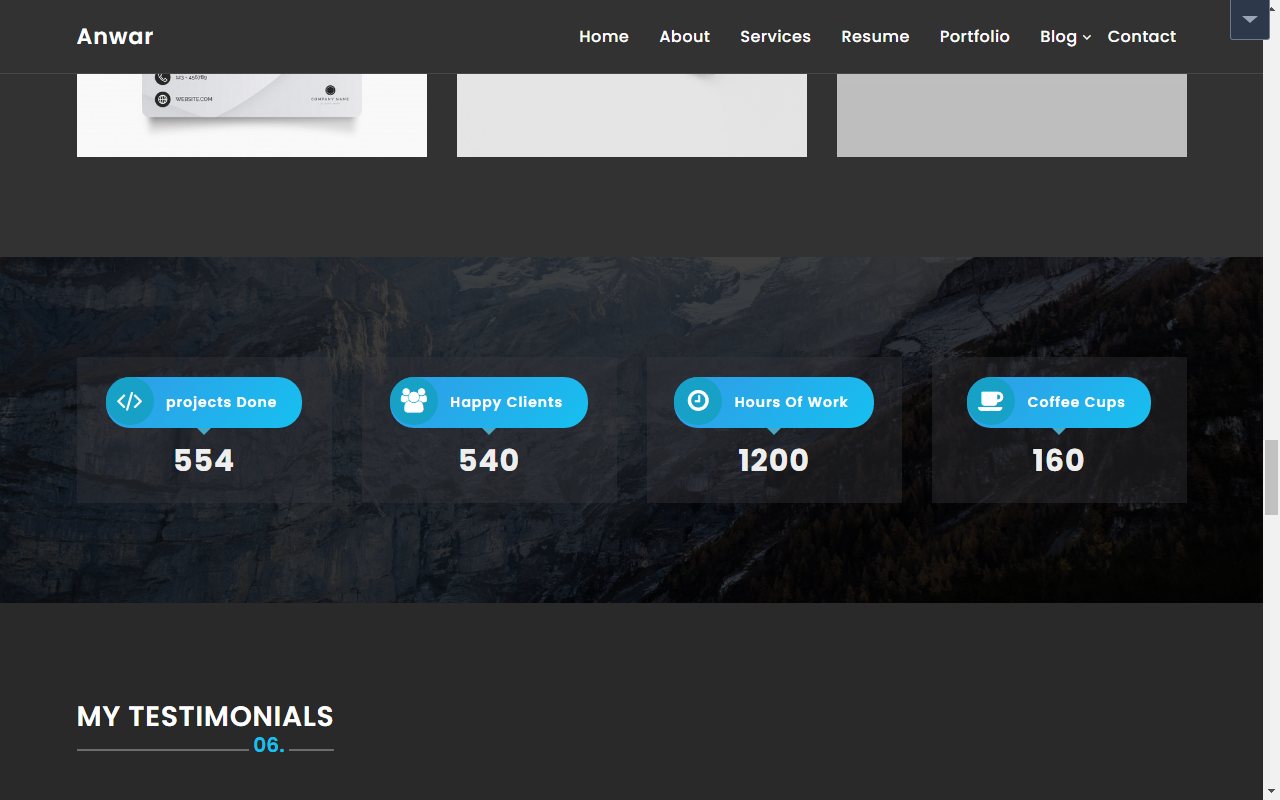 Anwar
Home About Services Resume Portfolio Blog Contact
123 - 456789
WEBSITE.COM
COMPANY NAME
projects Done
554
Happy Clients
540
Hours Of Work
1200
Coffee Cups
160
MY TESTIMONIALS
06.